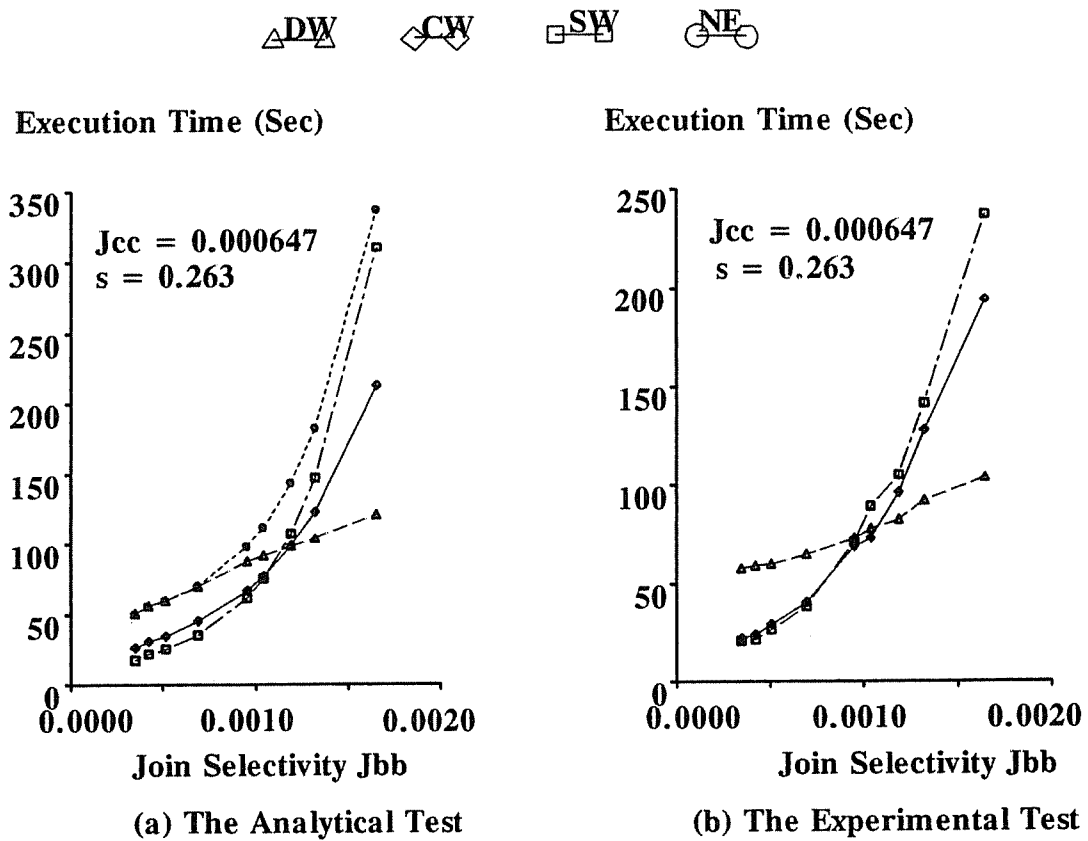 DW CW SW NE
Execution Time (Sec)
350
300
250
200
150
100
50
0
Jcc = 0.000647
s = 0.263
0.0000 0.0010 0.0020
Join Selectivity Jbb
(a) The Analytical Test
Execution Time (Sec)
250
200
150
100
50
0
Jcc = 0.000647
s = 0.263
0.0000 0.0010 0.0020
Join Selectivity Jbb
(b) The Experimental Test